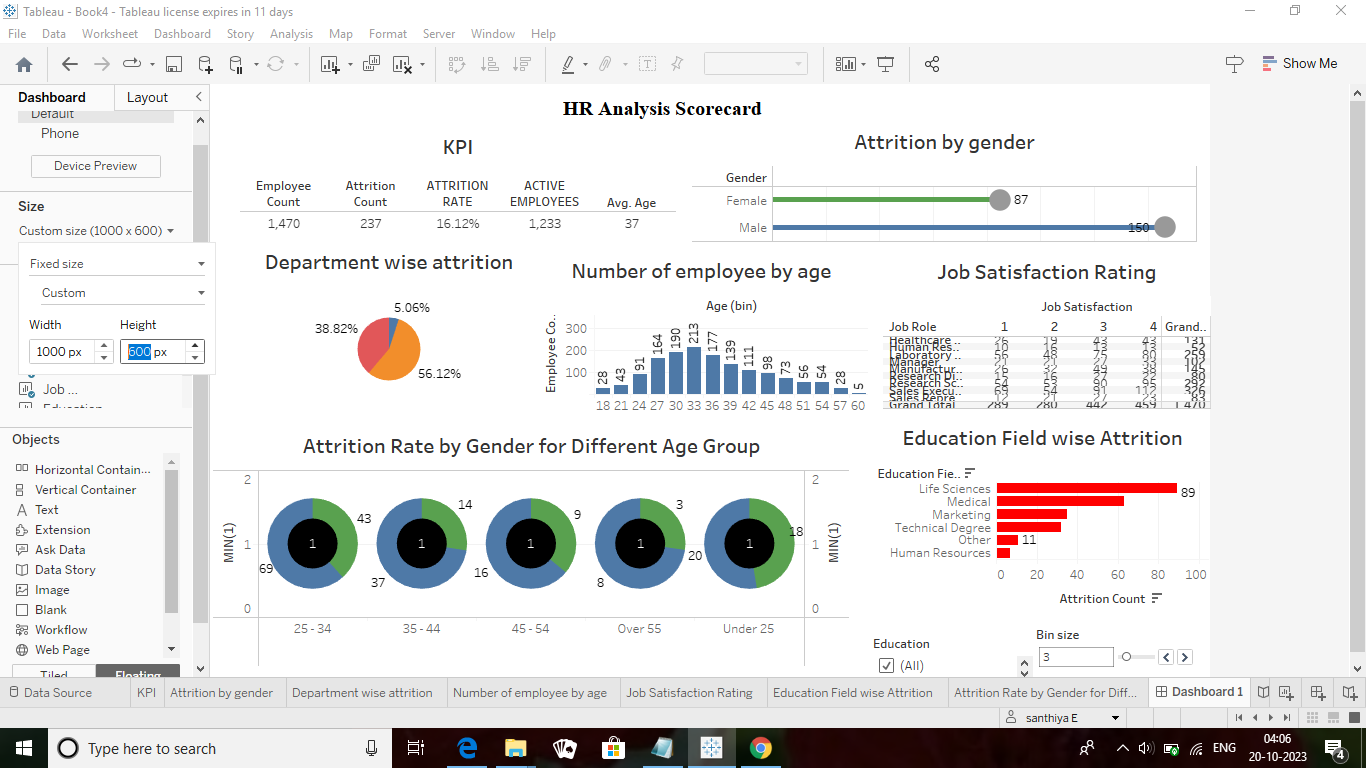 Tableau - Book4 - Tableau license expires in 11 days
File Data Worksheet Dashboard Story Analysis Map Format Server Window Help
Show Me
Dashboard Layout
Default
Phone
Device Preview
Size
Custom size (1000 x 600)
Fixed size
Custom
Width Height
1000 px 600 px
Job ...
Education
Objects
Horizontal Contain...
Vertical Container
Text
Extension
Ask Data
Data Story
Image
Blank
Workflow
Web Page
Tiled Floating
HR Analysis Scorecard
KPI
Employee Count Attrition Count ATTRITION RATE ACTIVE EMPLOYEES Avg. Age
1,470 237 16.12% 1,233 37
Attrition by gender
Gender
Female 87
Male 150
Department wise attrition
5.06%
38.82%
56.12%
Number of employee by age
Age (bin)
Employee Co..
300
200
100
28 43 91 164 190 213 177 139 111 98 73 56 54 28 5
18 21 24 27 30 33 36 39 42 45 48 51 54 57 60
Job Satisfaction Rating
Job Satisfaction
Job Role 1 2 3 4 Grand..
Healthcare .. 26 19 43 43 131
Human Res.. 10 16 13 13 52
Laboratory .. 56 48 75 80 259
Manager 21 21 27 102
Manufactur.. 26 32 49 38 145
Research Di.. 15 16 27 22 80
Research Sc.. 54 53 90 95 292
Sales Execu.. 69 54 91 112 326
Sales Repre.. 12 21 27 23 83
Grand Total 289 280 442 459 1,470
Attrition Rate by Gender for Different Age Group
2 2
MIN(1) 1 1 MIN(1)
0 0
1 43 69
1 14 37
1 9 16
1 3 8
1 18 20
25 - 34 35 - 44 45 - 54 Over 55 Under 25
Education Field wise Attrition
Education Fie..
Life Sciences 89
Medical
Marketing
Technical Degree
Other 11
Human Resources
0 20 40 60 80 100
Attrition Count
Education
(All)
Bin size
3
Data Source KPI Attrition by gender Department wise attrition Number of employee by age Job Satisfaction Rating Education Field wise Attrition Attrition Rate by Gender for Diff... Dashboard 1
santhiya E
Type here to search
ENG
04:06
20-10-2023
4